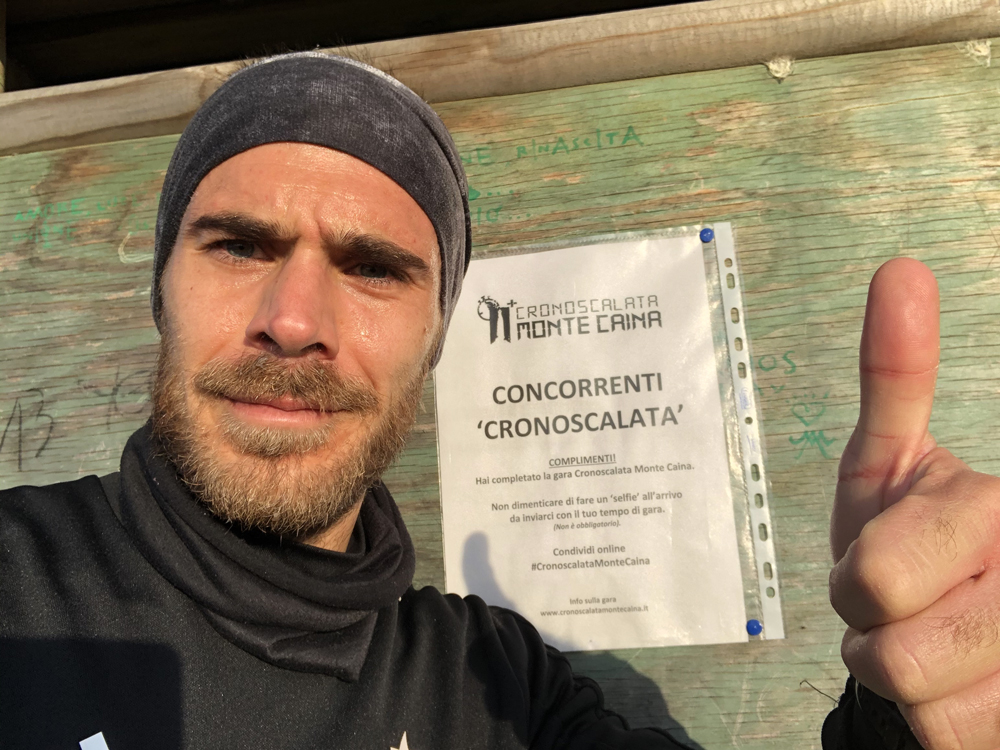 RINASCITA
CRONOSCALATA
MONTE CAINA
CONCORRENTI
‘CRONOSCALATA’
COMPLIMENTI!
Hai completato la gara Cronoscalata Monte Caina.
Non dimenticare di fare un ‘selfie’ all’arrivo
da inviarci con il tuo tempo di gara.
(Non è obbligatorio).
Condividi online
#CronoscalataMonteCaina
Info sulla gara
www.cronoscalatamontecaina.it